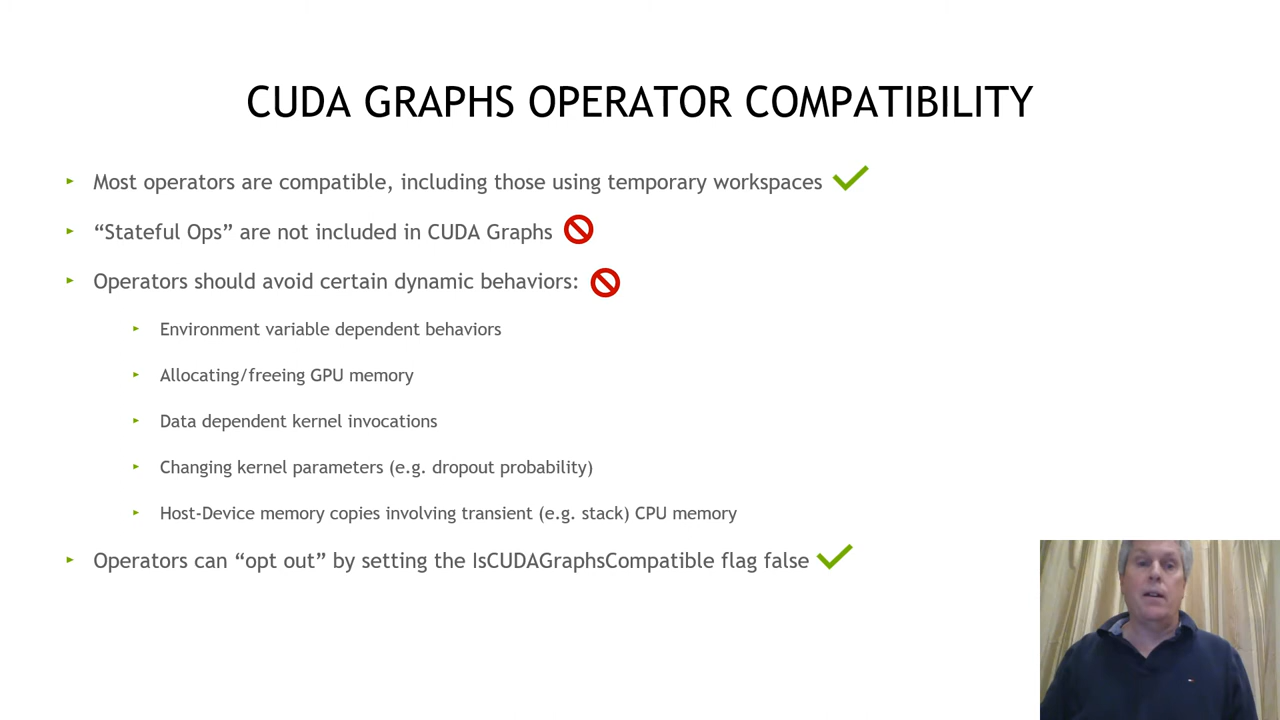 CUDA GRAPHS OPERATOR COMPATIBILITY
Most operators are compatible, including those using temporary workspaces
“Stateful Ops” are not included in CUDA Graphs
Operators should avoid certain dynamic behaviors:
Environment variable dependent behaviors
Allocating/freeing GPU memory
Data dependent kernel invocations
Changing kernel parameters (e.g. dropout probability)
Host-Device memory copies involving transient (e.g. stack) CPU memory
Operators can “opt out” by setting the IsCUDAGraphsCompatible flag false